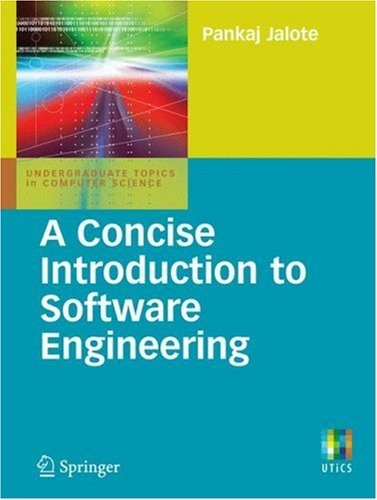 Pankaj Jalote
UNDERGRADUATE TOPICS
in COMPUTER SCIENCE
A Concise
Introduction to
Software
Engineering
Springer
UTiCS